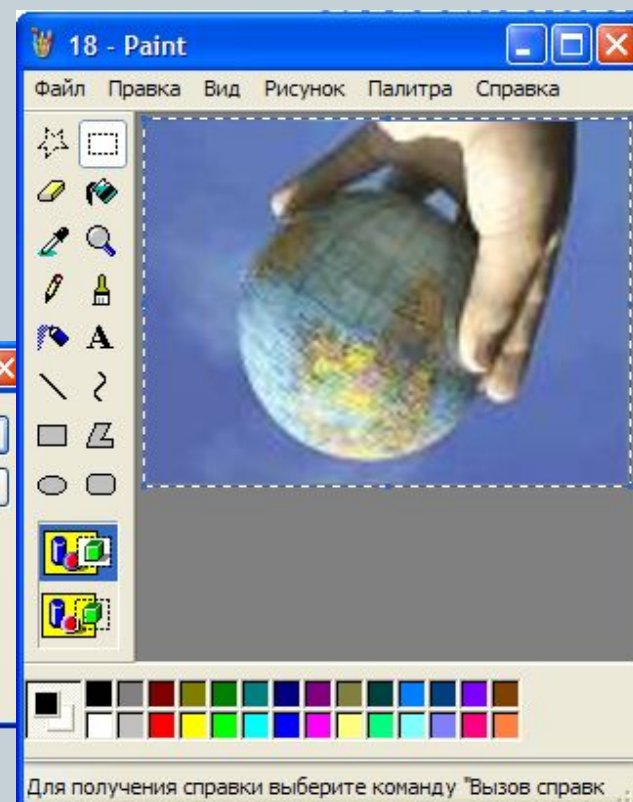 18 - Paint
Файл Правка Вид Рисунок Палитра Справка
A
Для получения справки выберите команду "Вызов справк